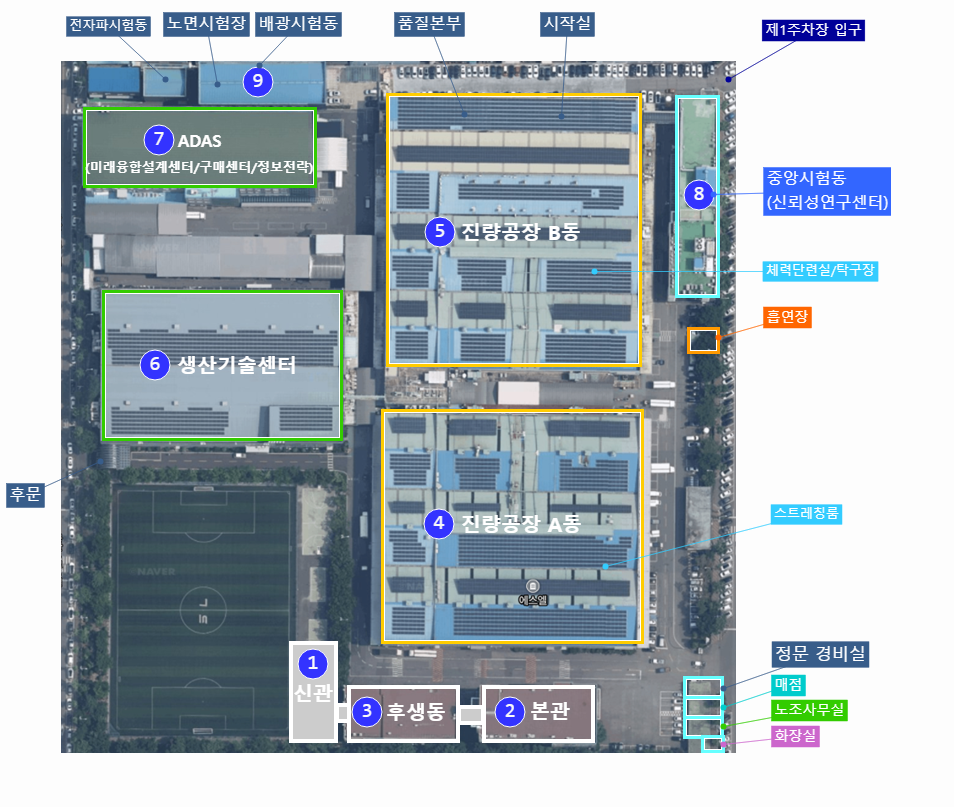 전자파시험동
노면시험장
배광시험동
품질본부
시작실
제1주차장 입구
9
7 ADAS
(미래융합설계센터/구매센터/정보전략)
중앙시험동
(신뢰성연구센터)
8
5 진량공장 B동
체력단련실/탁구장
흡연장
6 생산기술센터
후문
4 진량공장 A동
스트레칭룸
NAVER
에스엘
SL
정문 경비실
매점
노조사무실
화장실
1
신관
3 후생동
2 본관